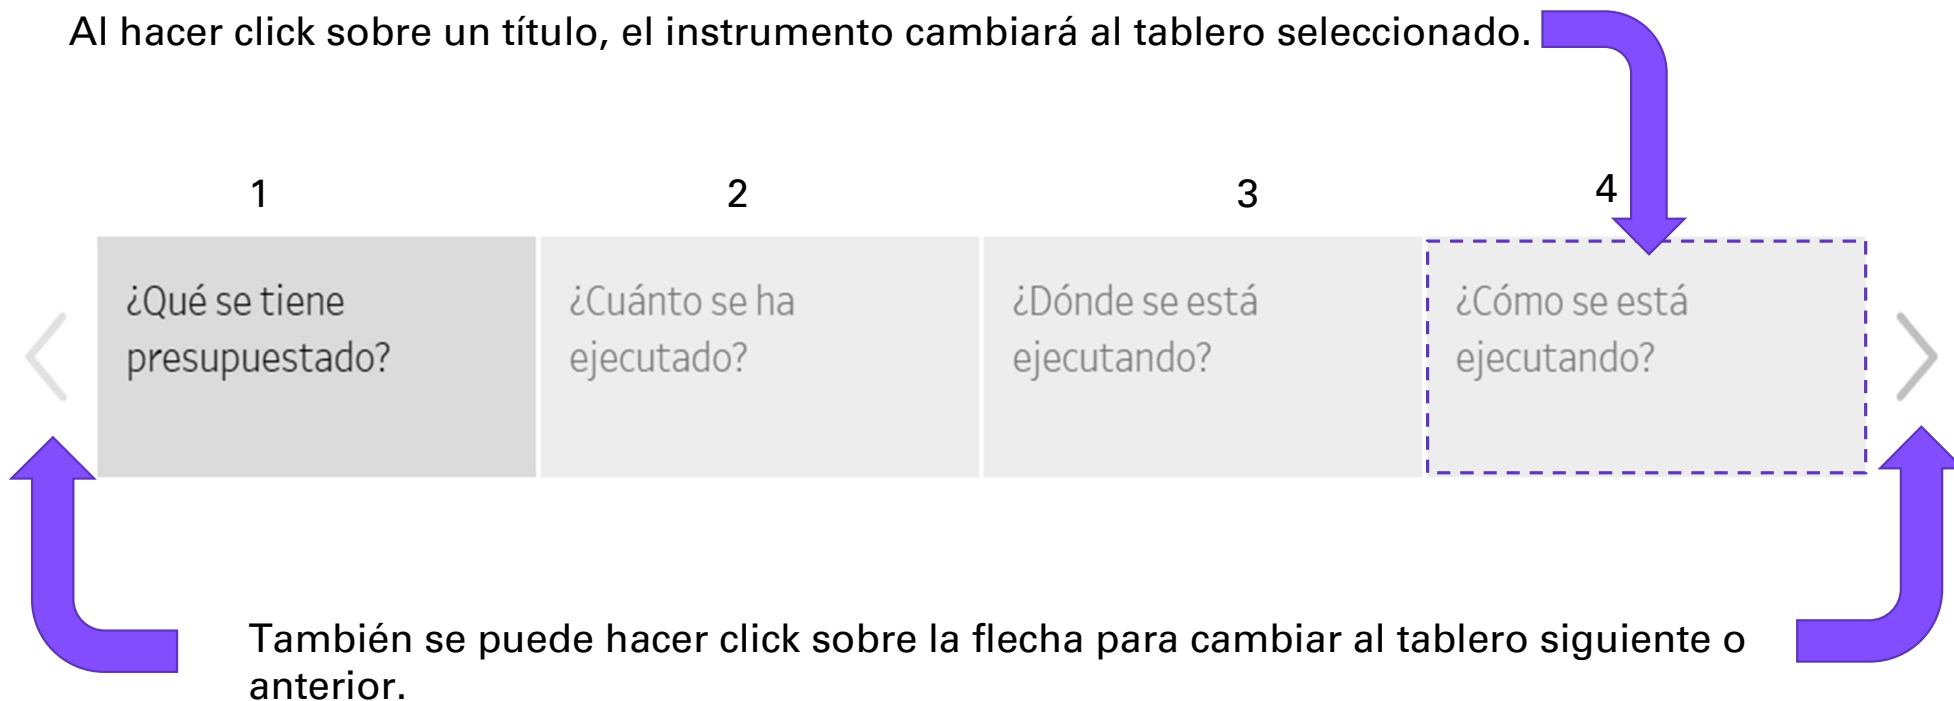 Al hacer click sobre un título, el instrumento cambiará al tablero seleccionado.
1
2
3
4
¿Qué se tiene
presupuestado?
¿Cuánto se ha
ejecutado?
¿Dónde se está
ejecutando?
¿Cómo se está
ejecutando?
También se puede hacer click sobre la flecha para cambiar al tablero siguiente o
anterior.